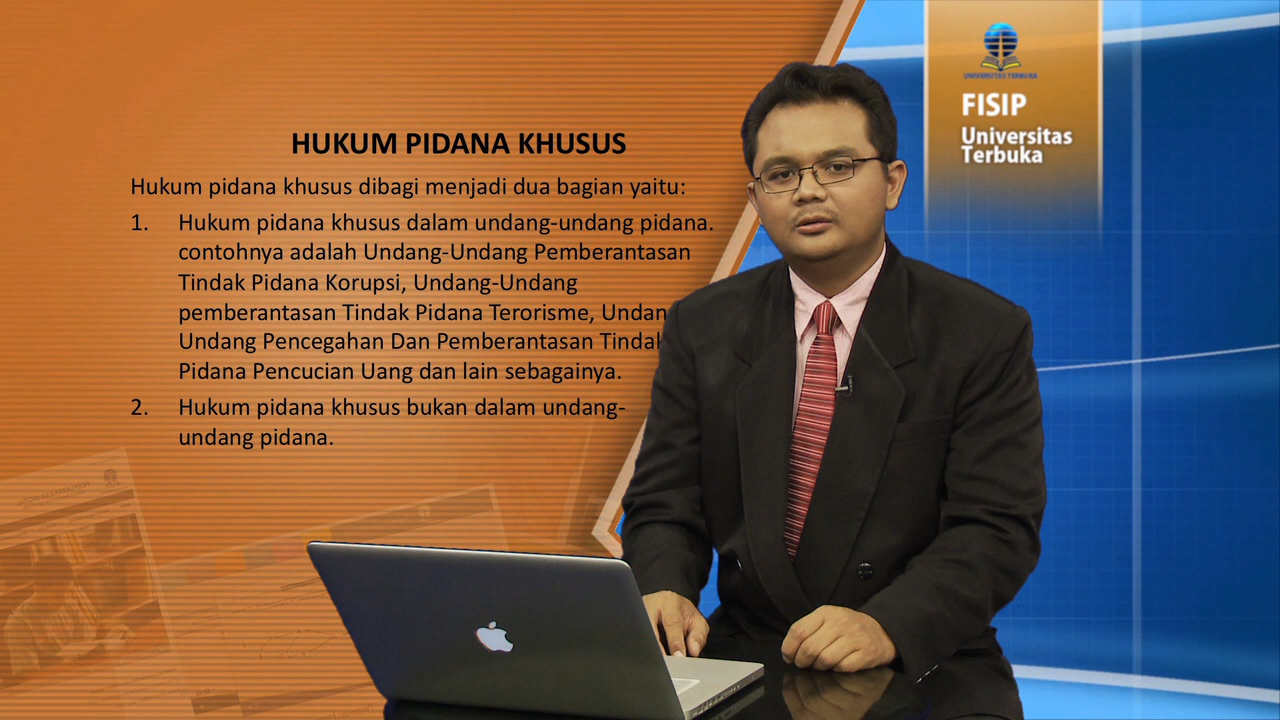 HUKUM PIDANA KHUSUS
Hukum pidana khusus dibagi menjadi dua bagian yaitu:
1. Hukum pidana khusus dalam undang-undang pidana.
contohnya adalah Undang-Undang Pemberantasan
Tindak Pidana Korupsi, Undang-Undang
pemberantasan Tindak Pidana Terorisme, Undan
Undang Pencegahan Dan Pemberantasan Tindak
Pidana Pencucian Uang dan lain sebagainya.
2. Hukum pidana khusus bukan dalam undang-
undang pidana.
UNIVERSITAS TERBUKA
FISIP
Universitas
Terbuka